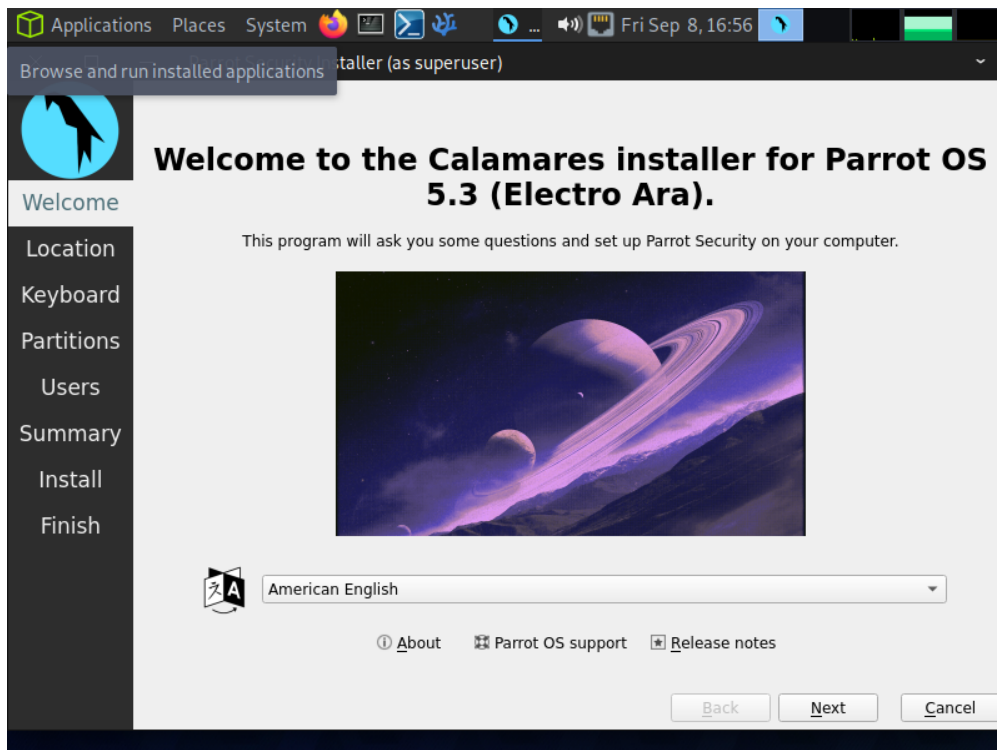 Applications Places System ... Fri Sep 8, 16:56
Browse and run installed applications
staller (as superuser)
Welcome to the Calamares installer for Parrot OS
5.3 (Electro Ara).
This program will ask you some questions and set up Parrot Security on your computer.
Welcome
Location
Keyboard
Partitions
Users
Summary
Install
Finish
American English
About Parrot OS support Release notes
Back Next Cancel